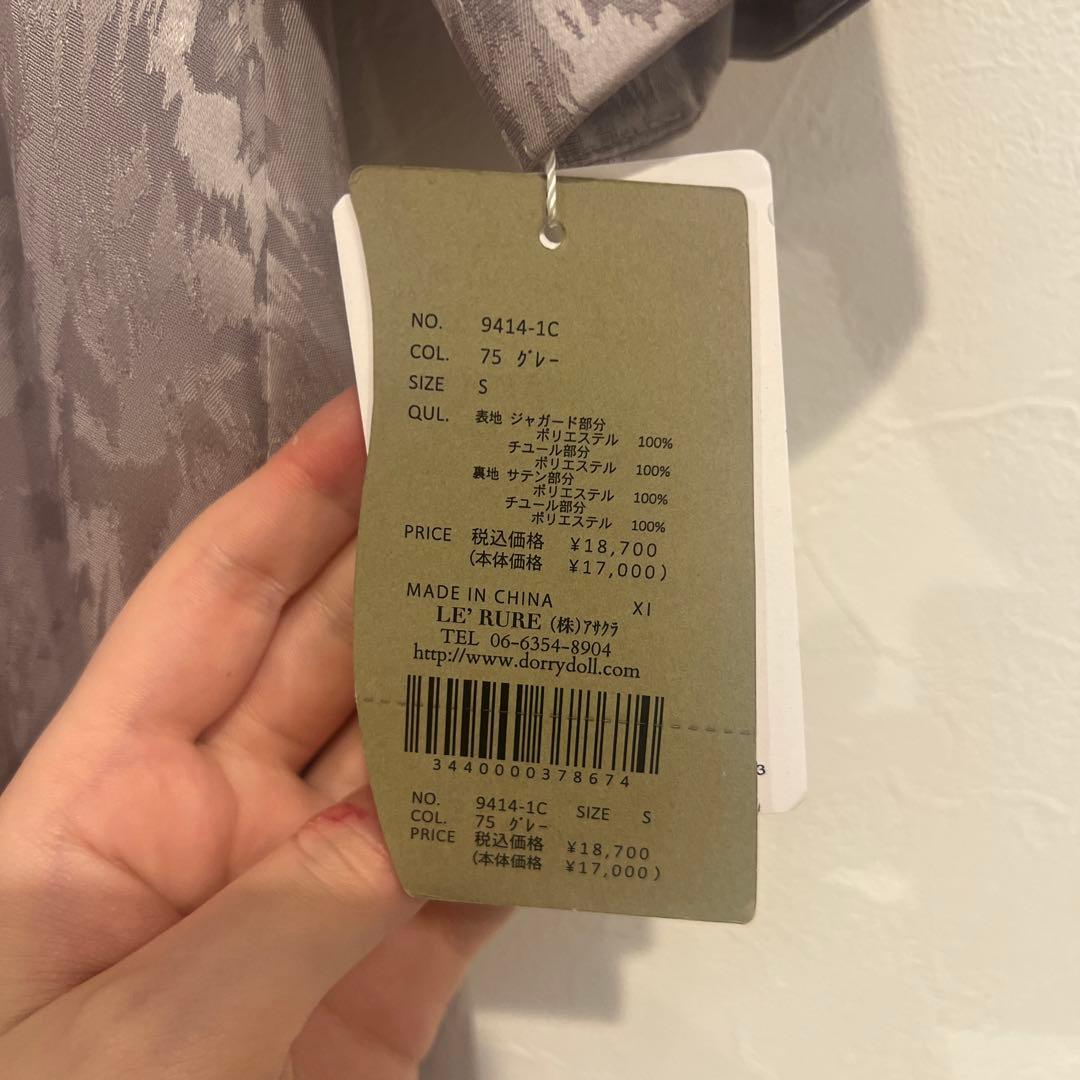 NO. 9414-1C
COL. 75 ｸﾞﾚｰ
SIZE S
QUL. 表地 ジャガード部分
ポリエステル 100%
チユール部分
ポリエステル 100%
裏地 サテン部分
ポリエステル 100%
チユール部分
ポリエステル 100%
PRICE 税込価格 ¥18,700
(本体価格 ¥17,000)
MADE IN CHINA XI
LE' RURE (株)ｱｻｸﾗ
TEL 06-6354-8904
http://www.dorrydoll.com
3440000378674
NO. 9414-1C SIZE S
COL. 75 ｸﾞﾚｰ
PRICE 税込価格 ¥18,700
(本体価格 ¥17,000)
3